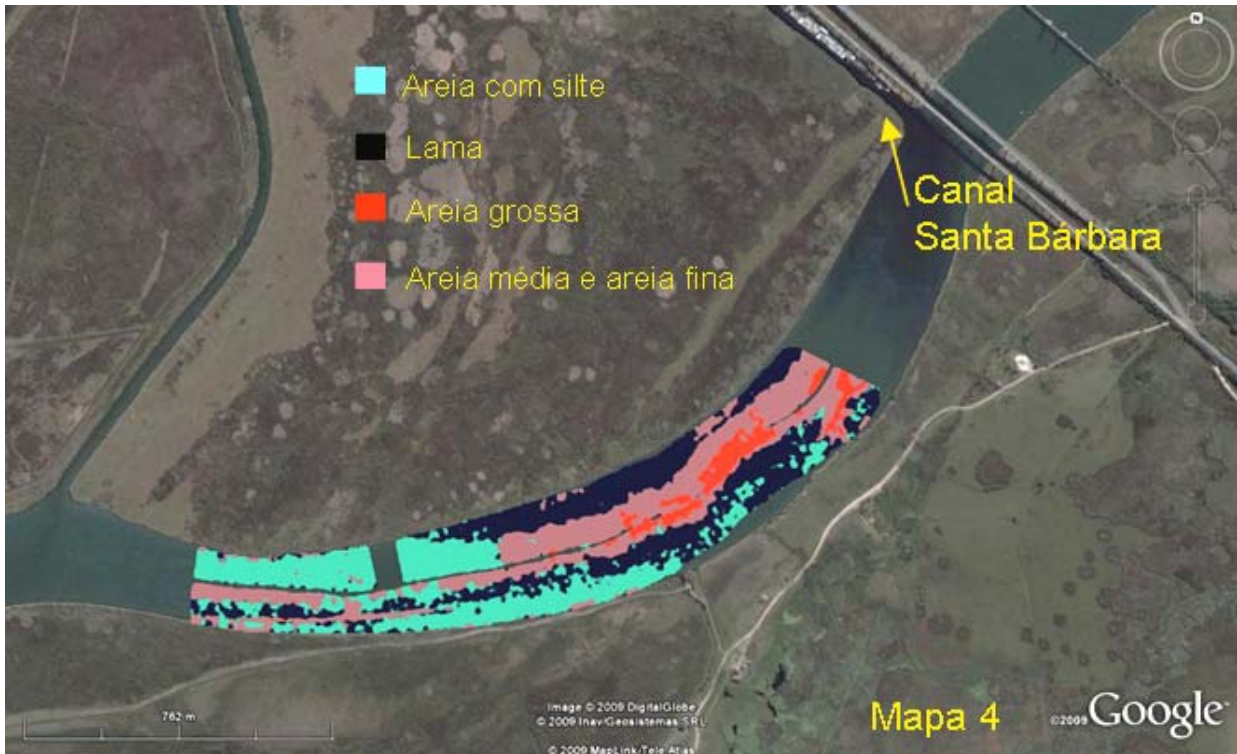 N
Areia com silte
Lama
Areia grossa
Areia média e areia fina
Canal
Santa Bárbara
762 m
Image © 2009 DigitalGlobe
© 2009 Inav/Geosistemas SRL
© 2009 MapLink/Tele Atlas
Mapa 4
©2009 Google